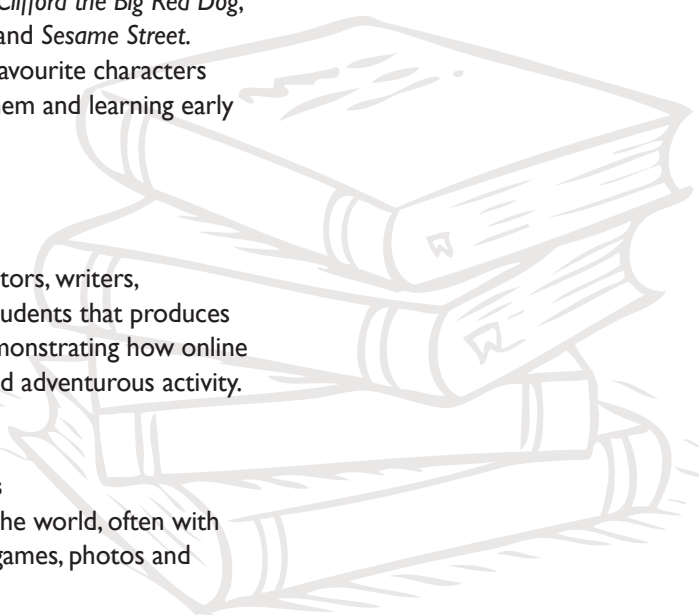 Clifford the Big Red Dog,
and Sesame Street.
avourite characters
em and learning early
tors, writers,
udents that produces
monstrating how online
d adventurous activity.
s
he world, often with
games, photos and